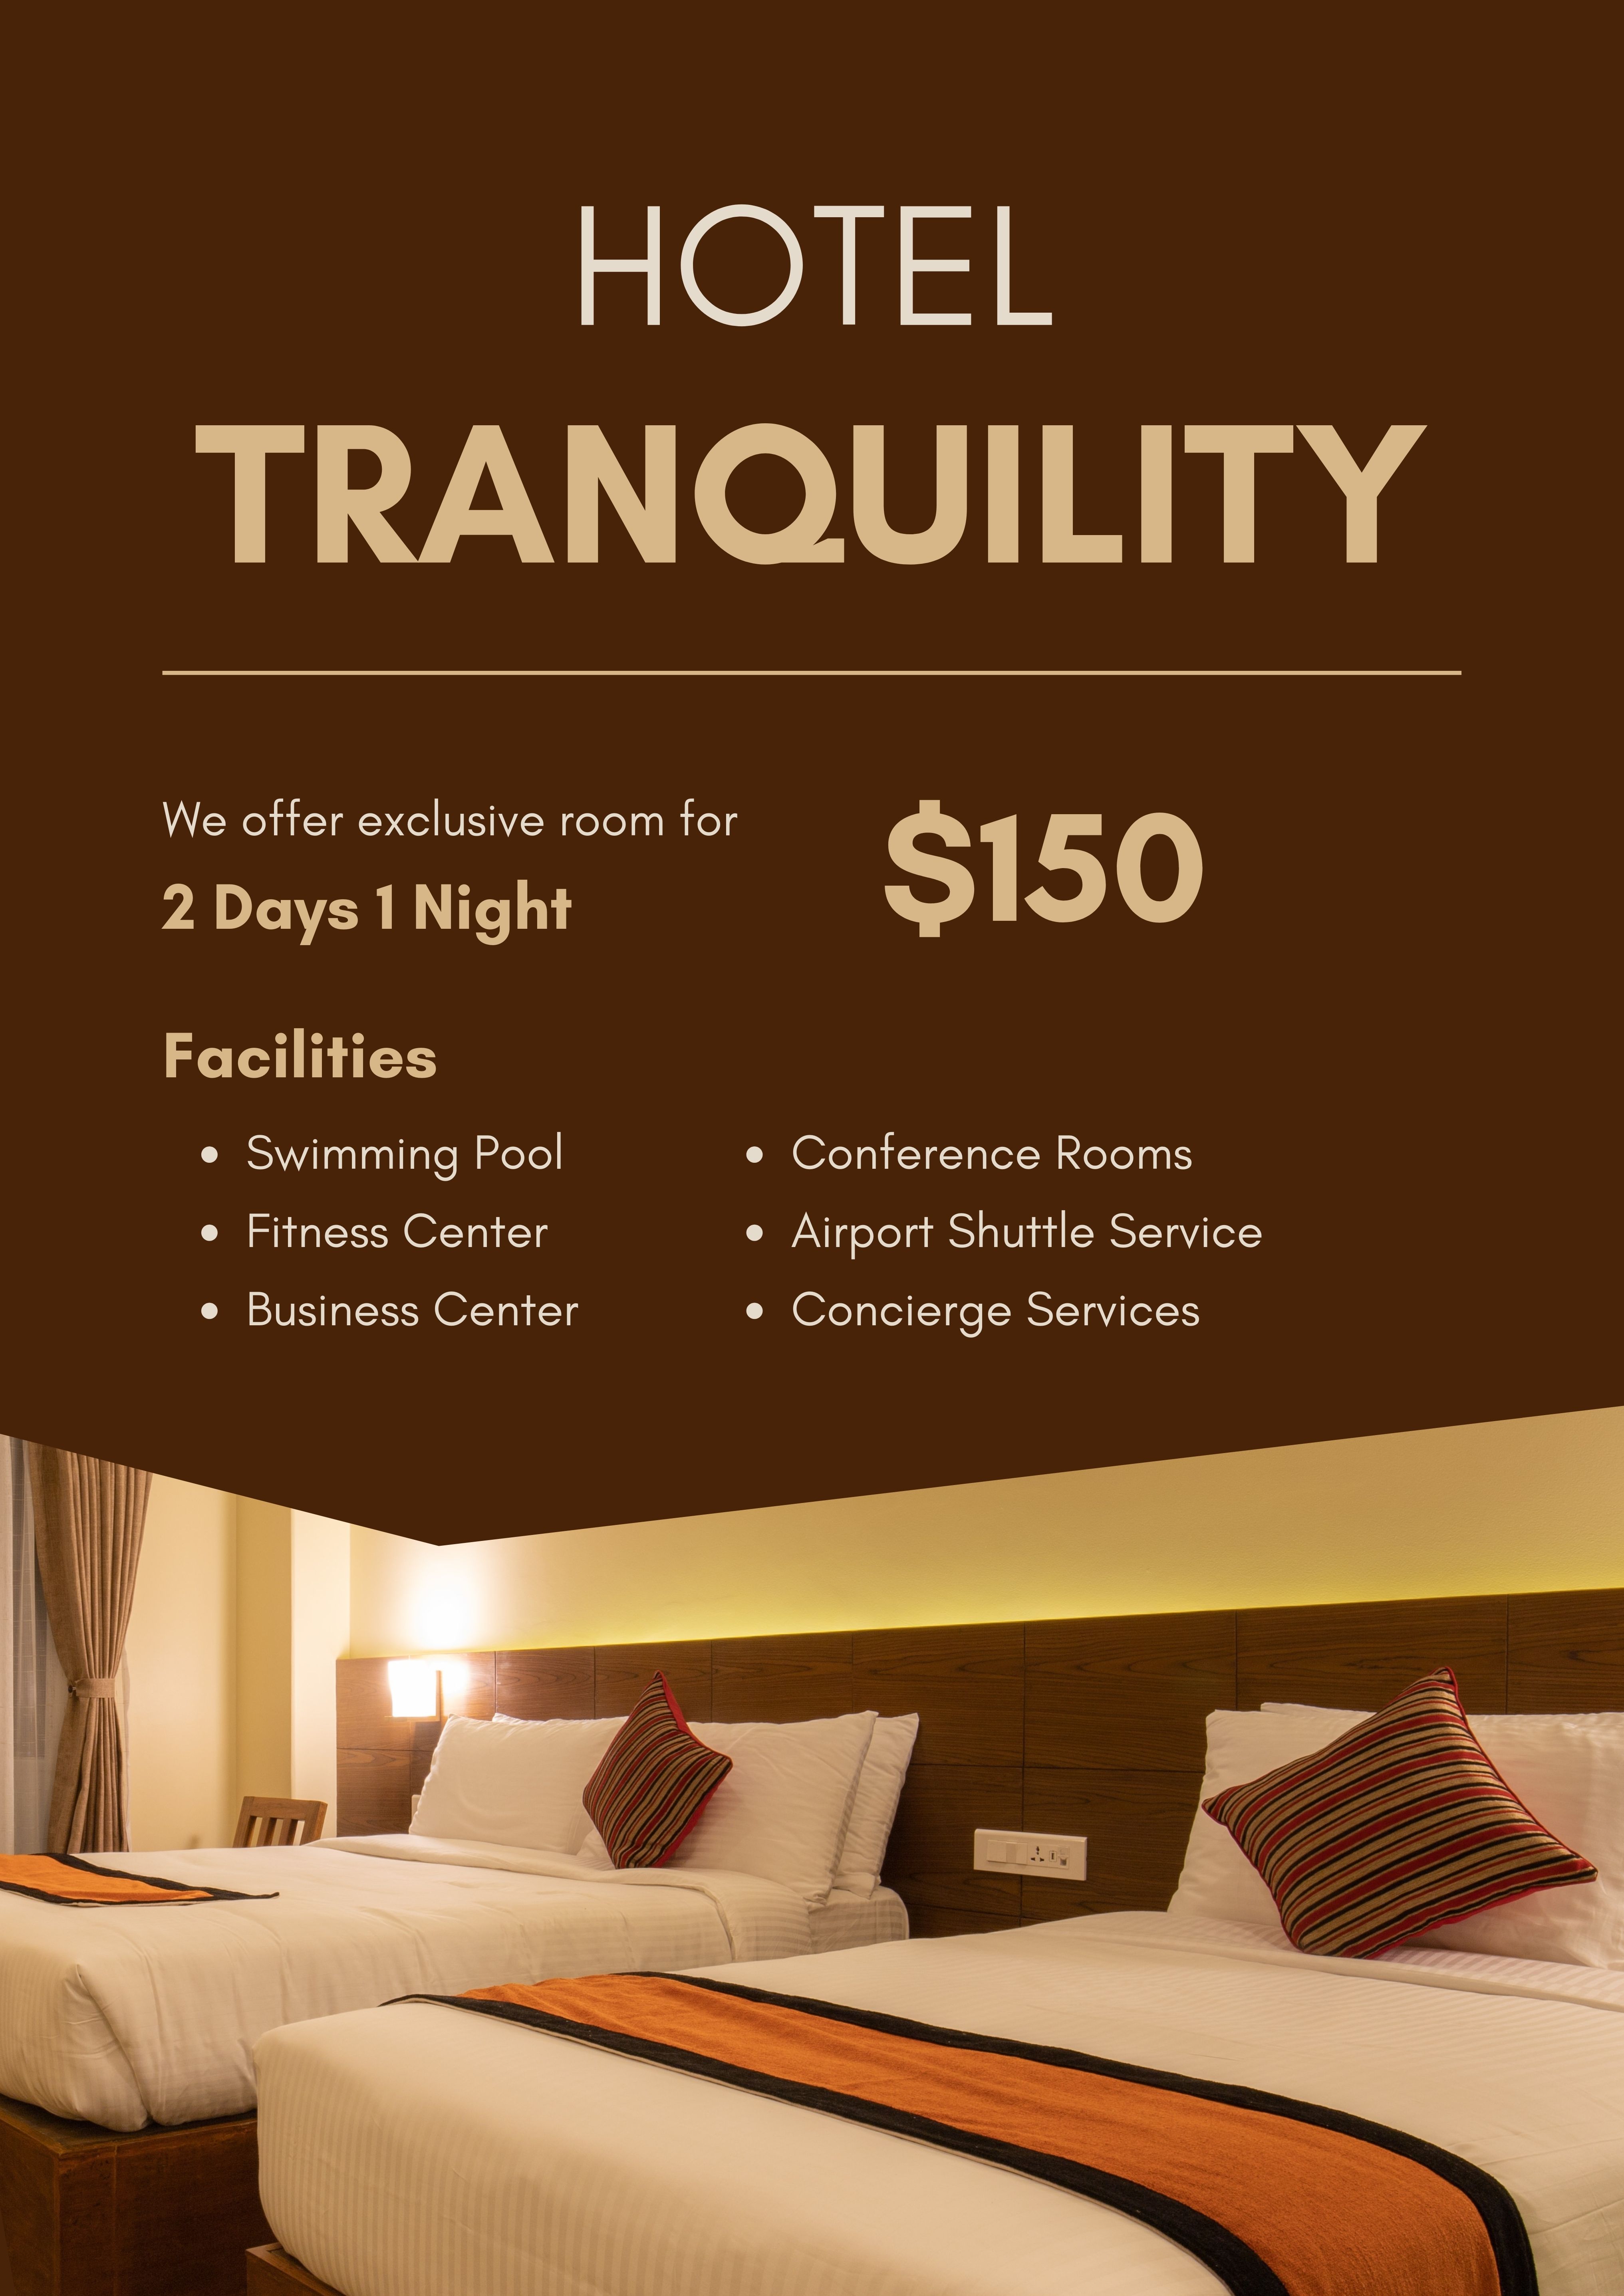 HOTEL
TRANQUILITY
We offer exclusive room for
2 Days 1 Night
$150
Facilities
• Swimming Pool
• Fitness Center
• Business Center
• Conference Rooms
• Airport Shuttle Service
• Concierge Services